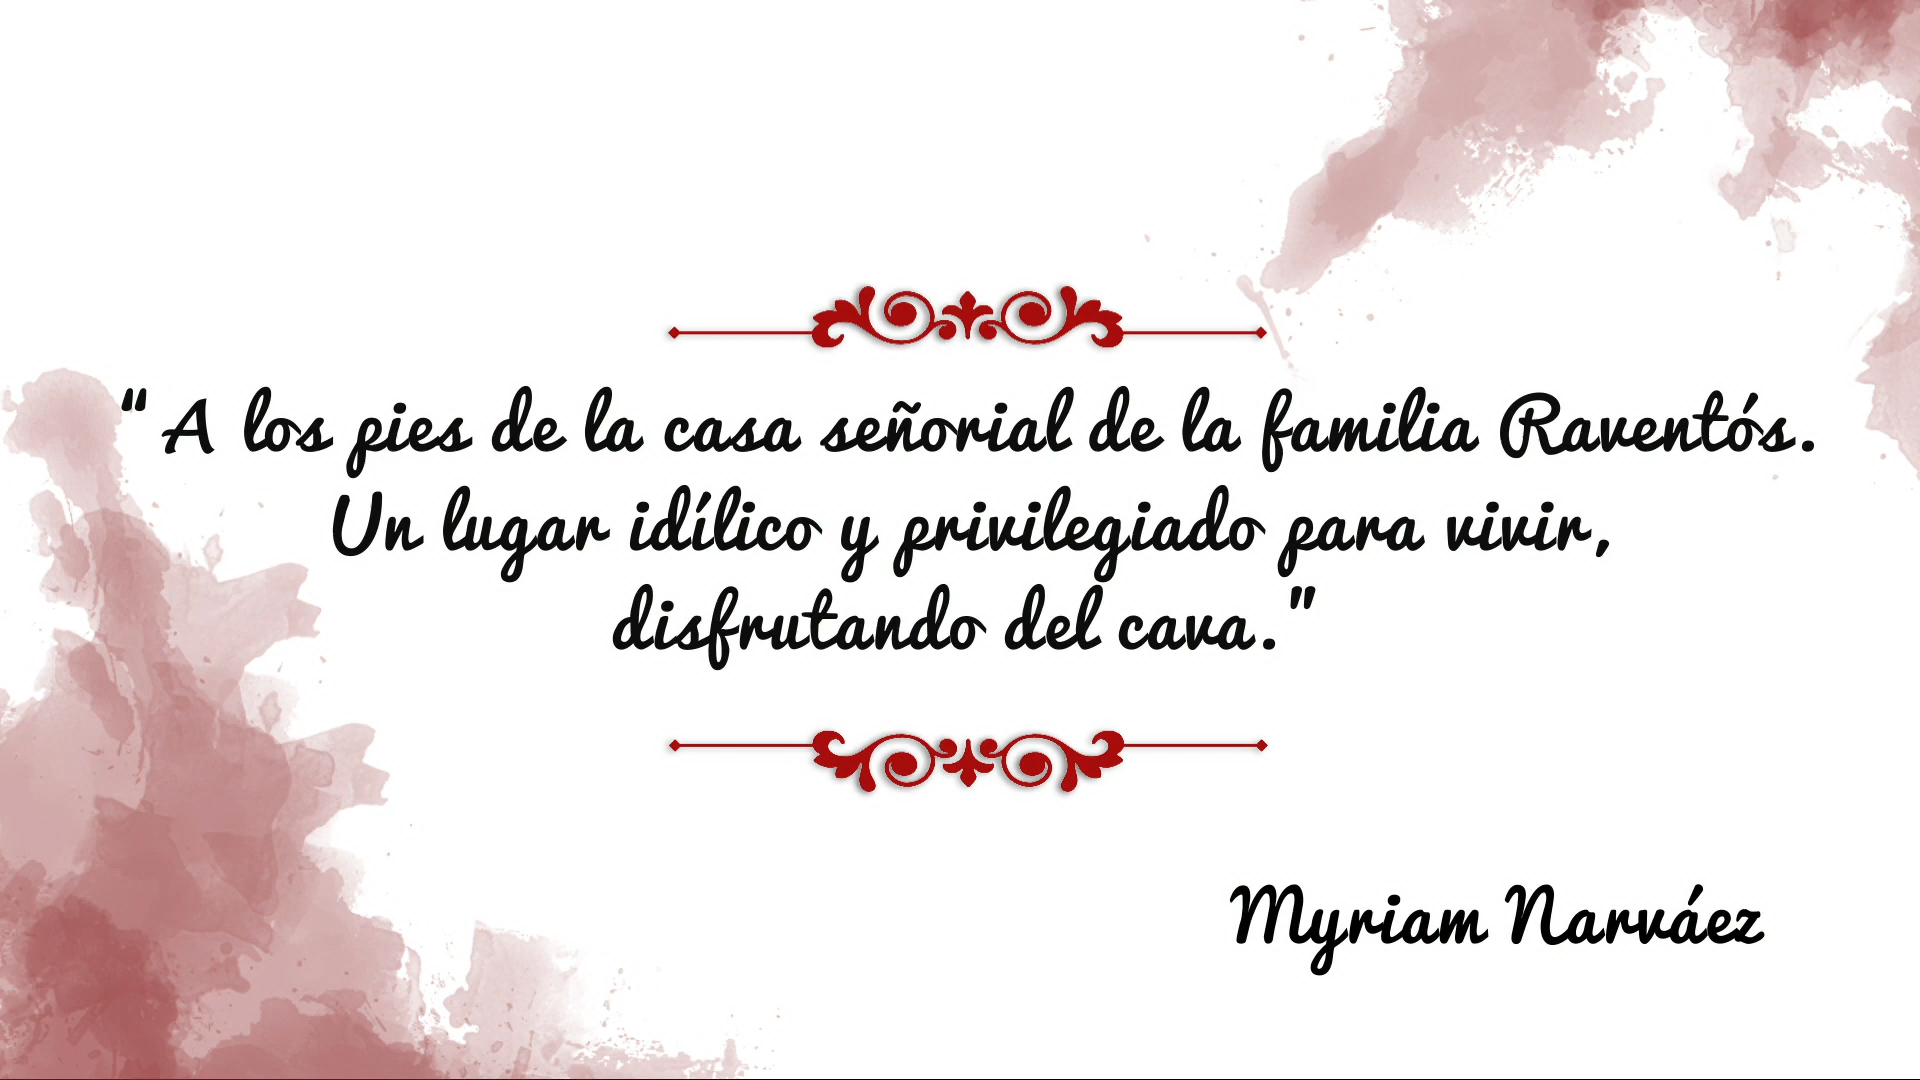 “A los pies de la casa señorial de la familia Raventós.
Un lugar idílico y privilegiado para vivir,
disfrutando del cava.”
Myriam Narváez